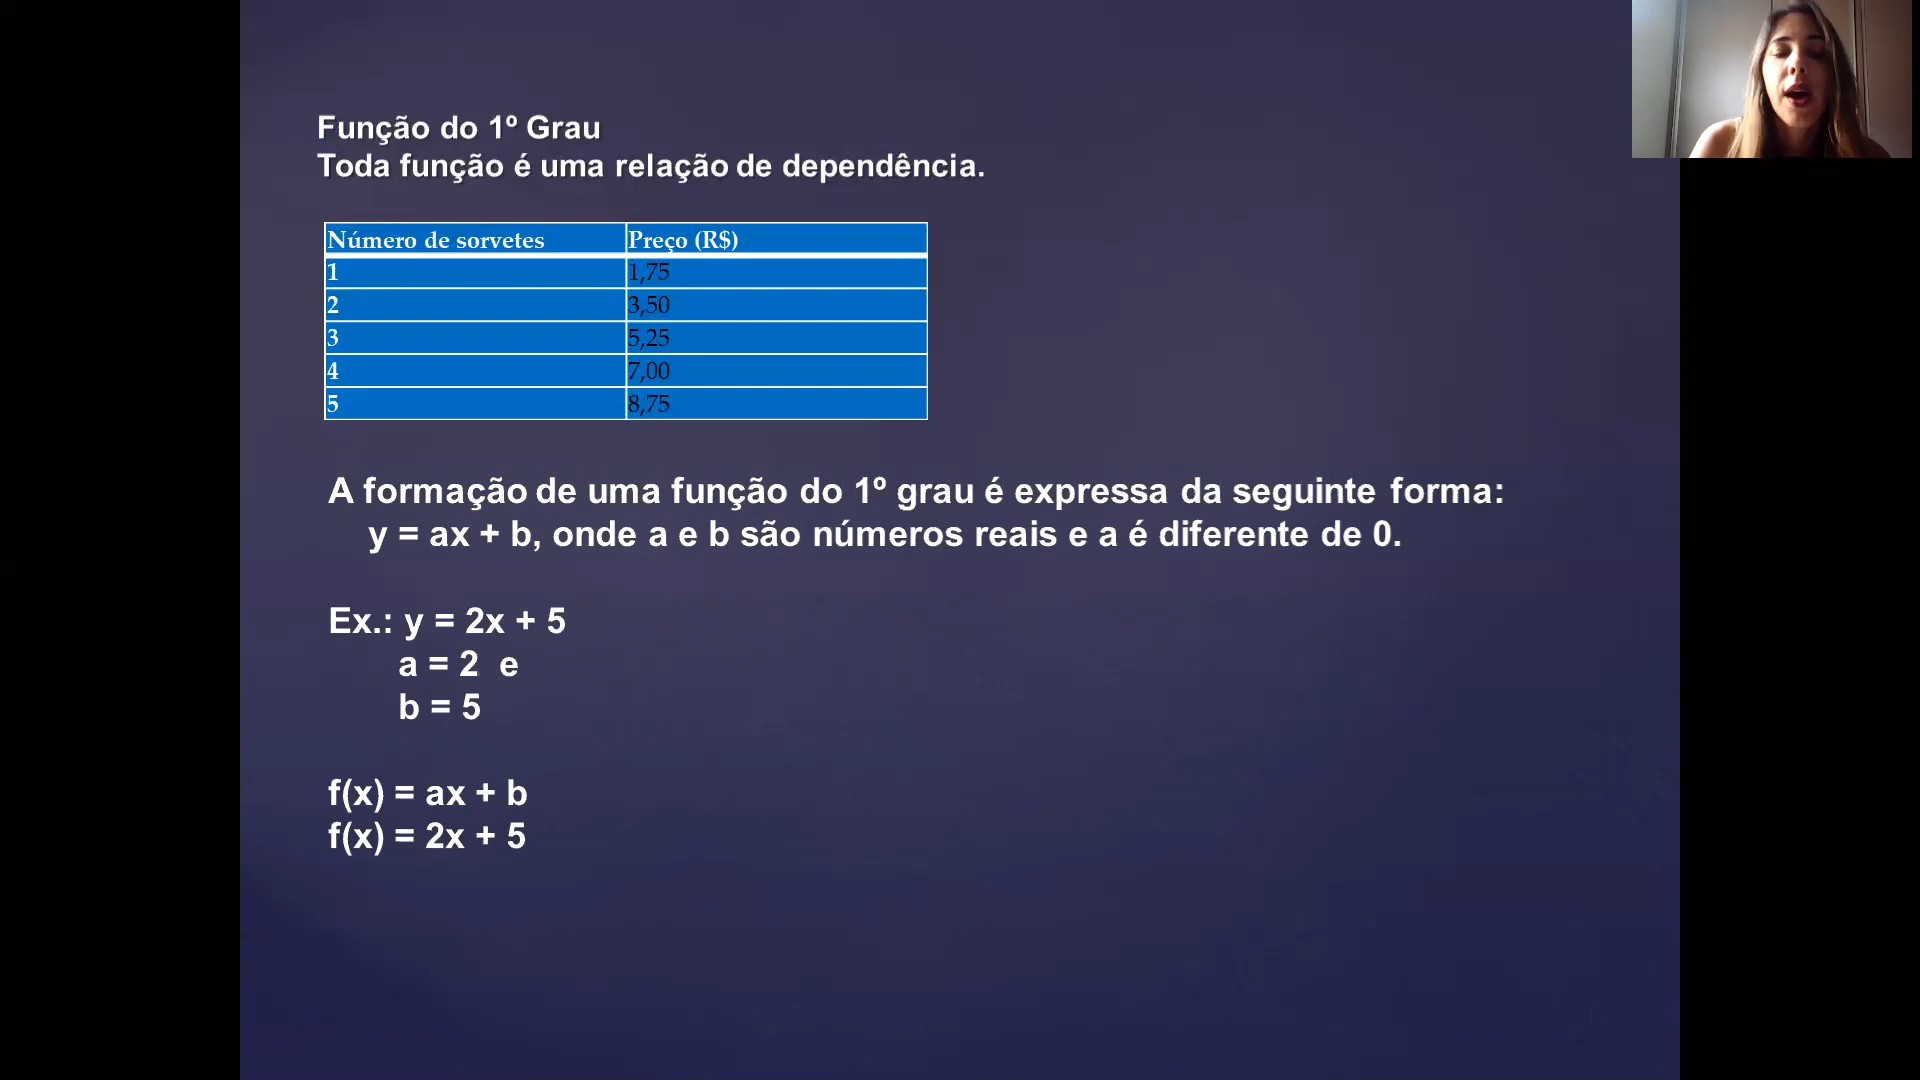 Função do 1º Grau
Toda função é uma relação de dependência.
Número de sorvetes Preço (R$)
1 1,75
2 3,50
3 5,25
4 7,00
5 8,75
A formação de uma função do 1º grau é expressa da seguinte forma:
y = ax + b, onde a e b são números reais e a é diferente de 0.
Ex.: y = 2x + 5
a = 2 e
b = 5
f(x) = ax + b
f(x) = 2x + 5